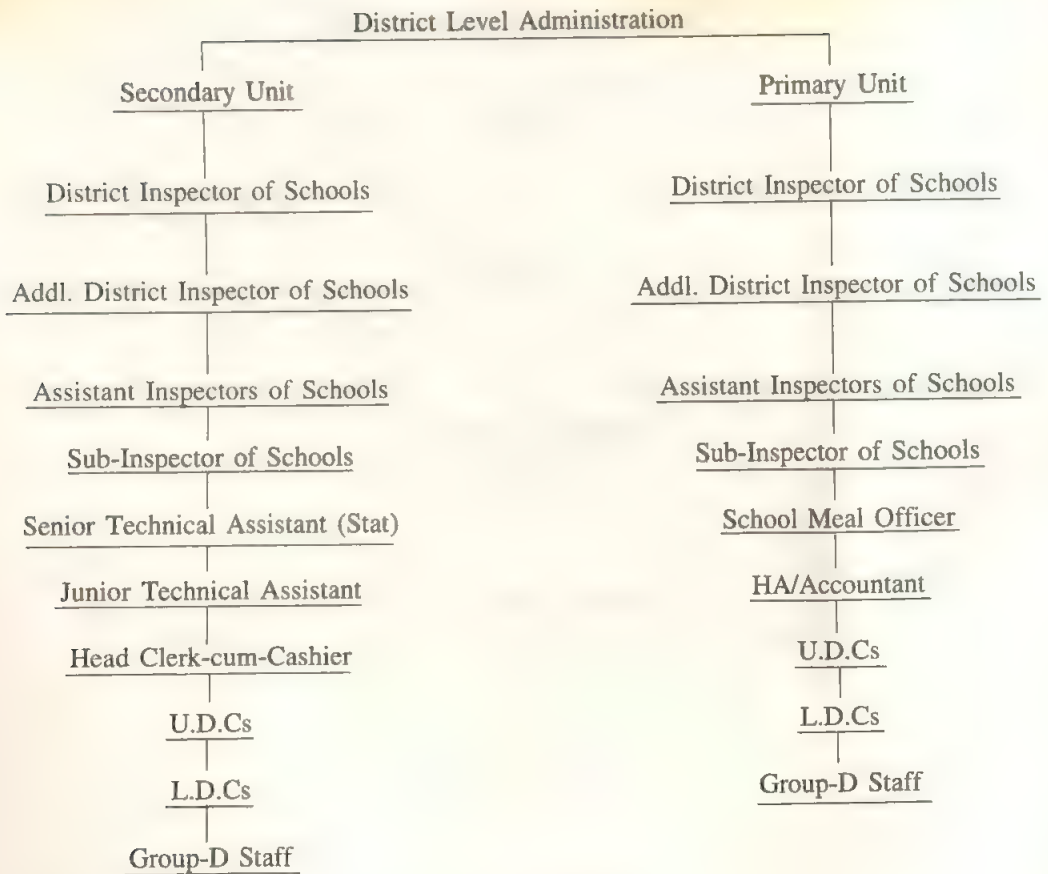 District Level Administration
Secondary Unit
District Inspector of Schools
Addl. District Inspector of Schools
Assistant Inspectors of Schools
Sub-Inspector of Schools
Senior Technical Assistant (Stat)
Junior Technical Assistant
Head Clerk-cum-Cashier
U.D.Cs
L.D.Cs
Group-D Staff
Primary Unit
District Inspector of Schools
Addl. District Inspector of Schools
Assistant Inspectors of Schools
Sub-Inspector of Schools
School Meal Officer
HA/Accountant
U.D.Cs
L.D.Cs
Group-D Staff